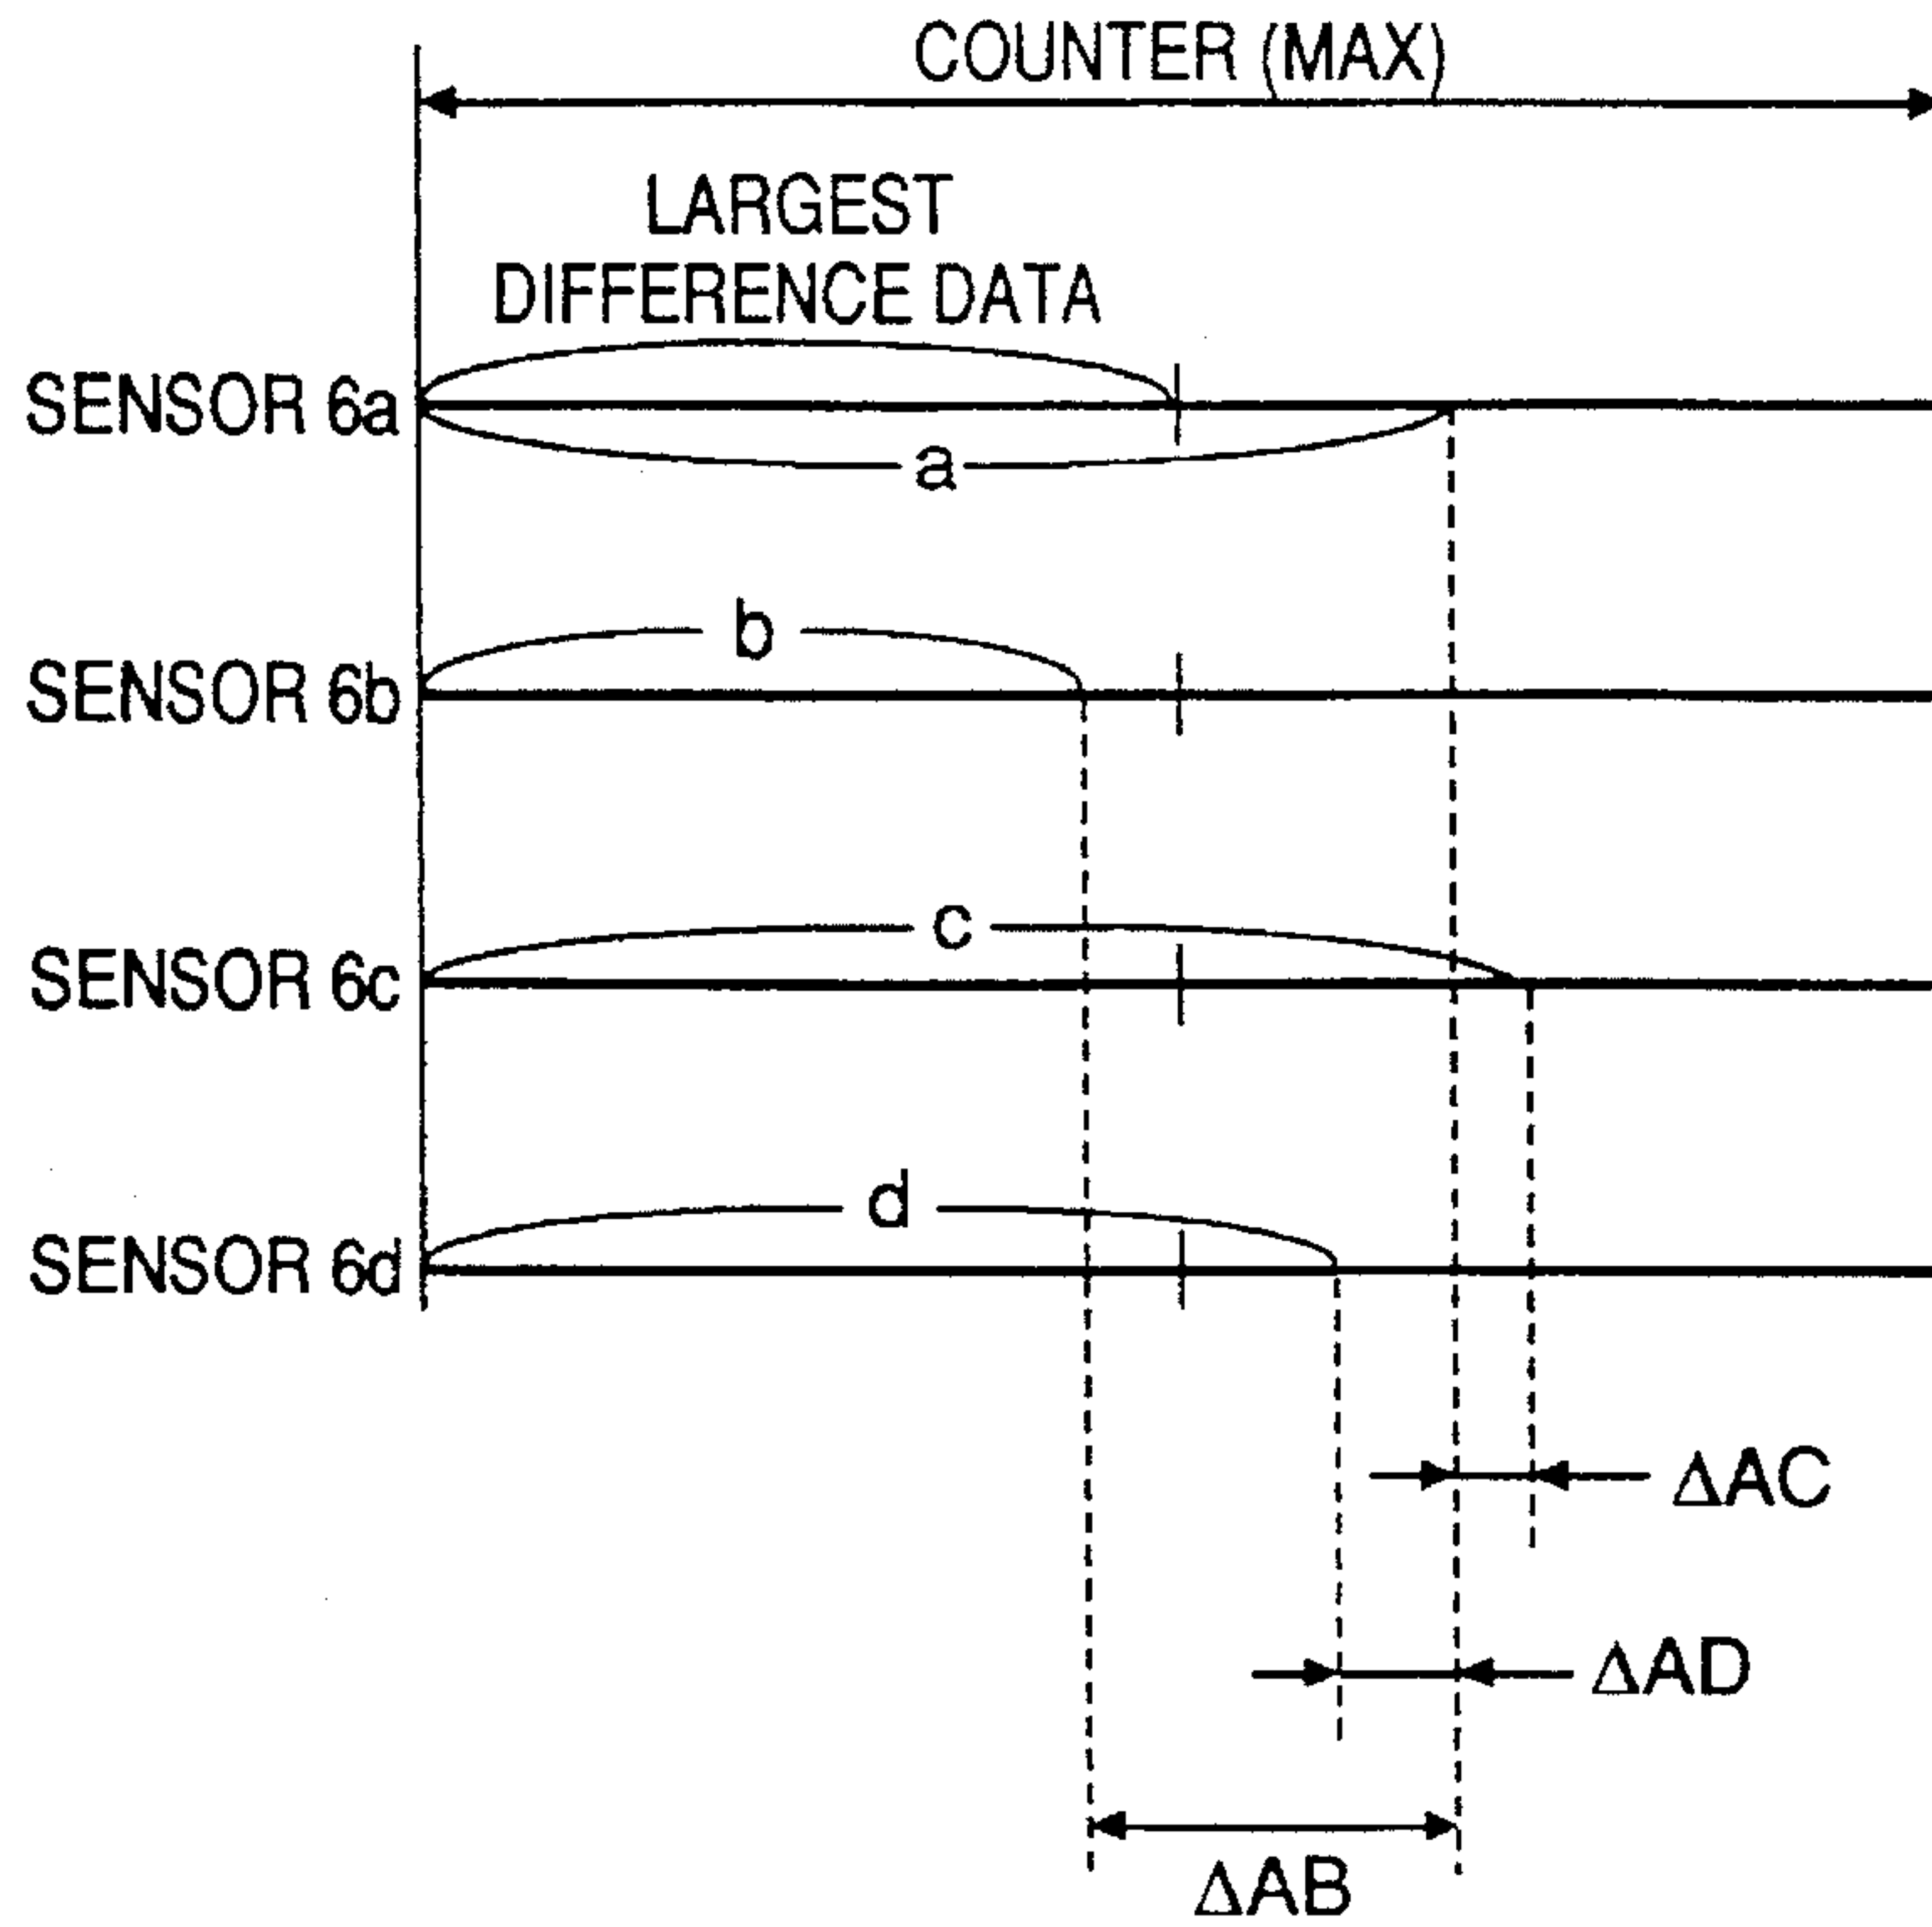 COUNTER (MAX)
LARGEST
DIFFERENCE DATA
SENSOR 6a
a
b
SENSOR 6b
c
SENSOR 6c
d
SENSOR 6d
ΔAC
ΔAD
ΔAB